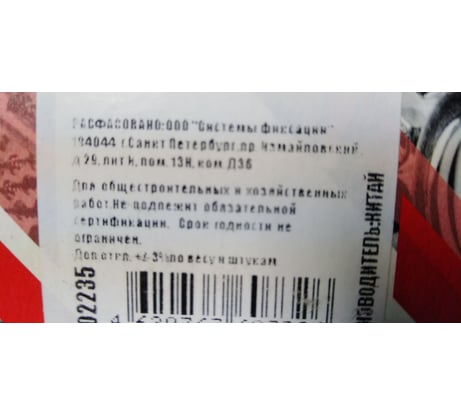 РАСФАСОВАНО:ООО "Системы Фиксации"
194044 г.Санкт Петербург.пр Измайловский.
д 29, лит И, пом. 13Н, ком Д36
Для общестроительных и хозяйственных
работ.Не подлежит обязательной
сертификации. Срок годности не
ограничен.
Доп откл. +/-3% по весу и штукам
02235
ИЗВОДИТЕЛЬ:КИТАЙ